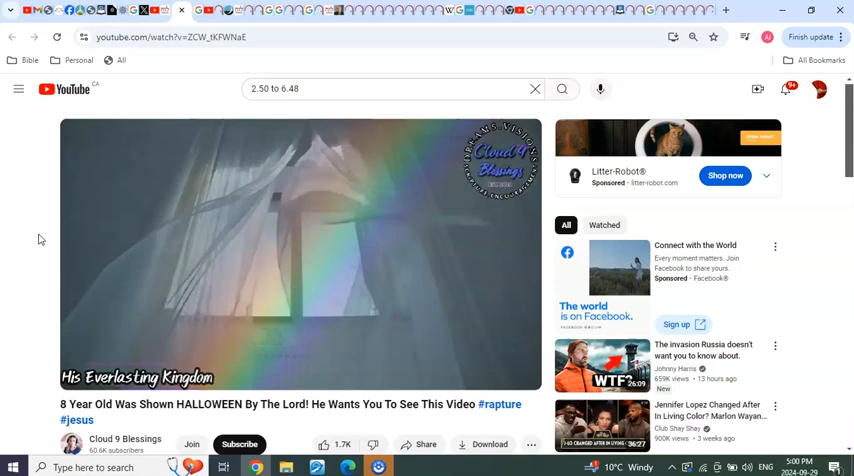 youtube.com/watch?v=ZCW_tKFWNaE
AI
Finish update
Bible
Personal
All
All Bookmarks
YouTube
CA
2.50 to 6.48
9+
DREAMS, VISIONS
Cloud 9
Blessings
His Everlasting Kingdom
8 Year Old Was Shown HALLOWEEN By The Lord! He Wants You To See This Video #rapture
#jesus
Cloud 9 Blessings
60.6K subscribers
Join
Subscribe
1.7K
Share
Download
Litter-Robot®
Sponsored · litter-robot.com
Shop now
All
Watched
Connect with the World
Every moment matters. Join
Facebook to share yours.
Sponsored · Facebook®
The world
is on Facebook.
Sign up
The invasion Russia doesn't
want you to know about.
Johnny Harris
659K views · 13 hours ago
New
WTF?
26:09
Jennifer Lopez Changed After
In Living Color? Marlon Wayan...
Club Shay Shay
900K views · 3 weeks ago
36:27
Type here to search
10°C Windy
5:00 PM
2024-09-29